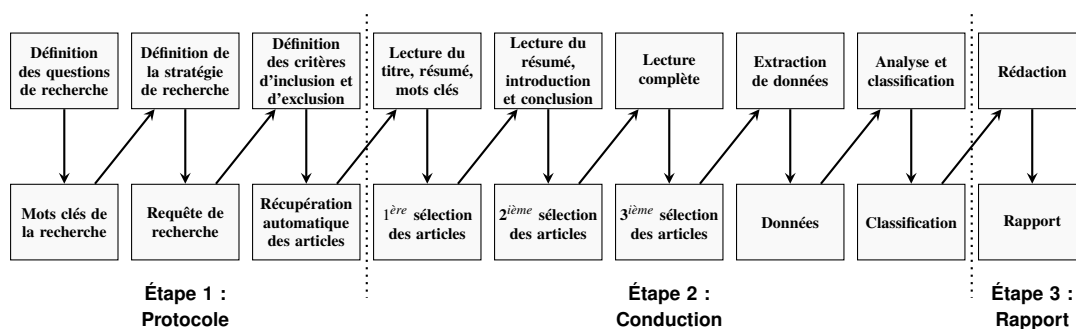 Définition
des questions
de recherche
Définition de
la stratégie
de recherche
Définition
des critères
d'inclusion et
d'exclusion
Lecture du
titre, résumé,
mots clés
Lecture du
résumé,
introduction
et conclusion
Lecture
complète
Extraction
de données
Analyse et
classification
Rédaction
Mots clés de
la recherche
Requête de
recherche
Récupération
automatique
des articles
1ère sélection
des articles
2ième sélection
des articles
3ième sélection
des articles
Données
Classification
Rapport
Étape 1 :
Protocole
Étape 2 :
Conduction
Étape 3 :
Rapport